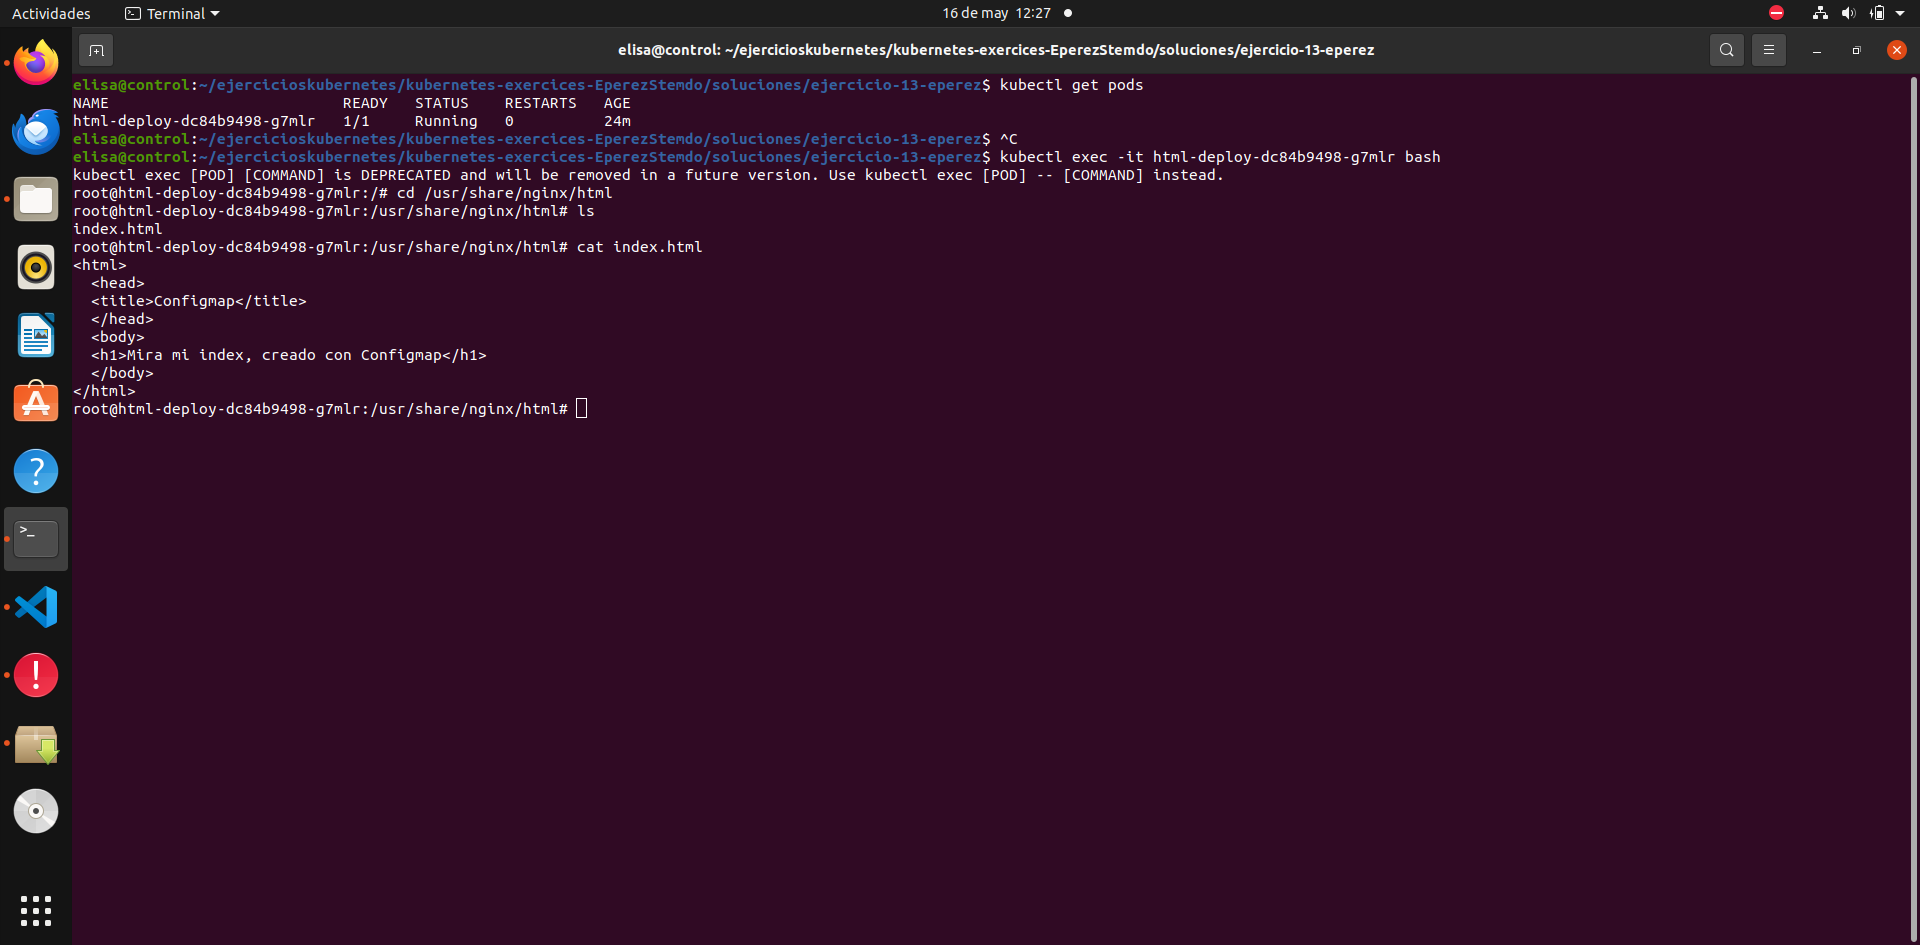 Actividades
Terminal
16 de may 12:27
elisa@control: ~/ejercicioskubernetes/kubernetes-exercices-EperezStemdo/soluciones/ejercicio-13-eperez
elisa@control:~/ejercicioskubernetes/kubernetes-exercices-EperezStemdo/soluciones/ejercicio-13-eperez$ kubectl get pods
NAME                          READY   STATUS    RESTARTS   AGE
html-deploy-dc84b9498-g7mlr   1/1     Running   0          24m
elisa@control:~/ejercicioskubernetes/kubernetes-exercices-EperezStemdo/soluciones/ejercicio-13-eperez$ ^C
elisa@control:~/ejercicioskubernetes/kubernetes-exercices-EperezStemdo/soluciones/ejercicio-13-eperez$ kubectl exec -it html-deploy-dc84b9498-g7mlr bash
kubectl exec [POD] [COMMAND] is DEPRECATED and will be removed in a future version. Use kubectl exec [POD] -- [COMMAND] instead.
root@html-deploy-dc84b9498-g7mlr:/# cd /usr/share/nginx/html
root@html-deploy-dc84b9498-g7mlr:/usr/share/nginx/html# ls
index.html
root@html-deploy-dc84b9498-g7mlr:/usr/share/nginx/html# cat index.html
<html>
  <head>
  <title>Configmap</title>
  </head>
  <body>
  <h1>Mira mi index, creado con Configmap</h1>
  </body>
</html>
root@html-deploy-dc84b9498-g7mlr:/usr/share/nginx/html#